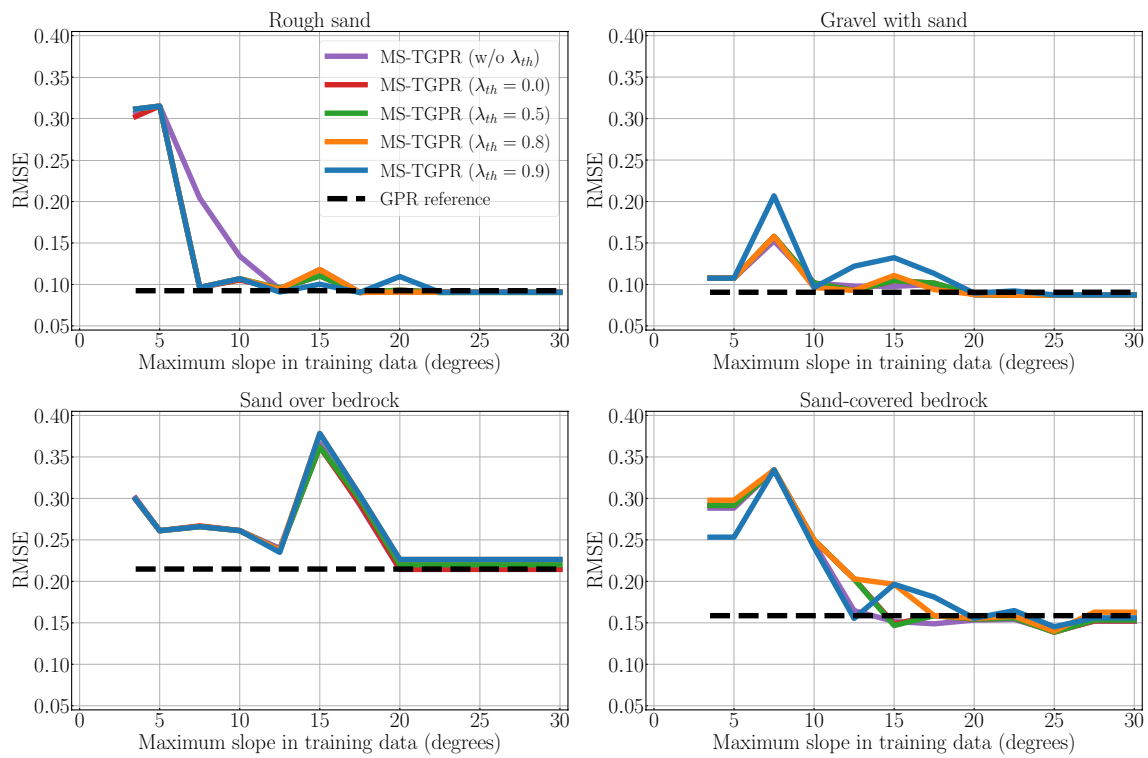 Rough sand
0.40
0.35
0.30
0.25
0.20
0.15
0.10
0.05
RMSE
MS-TGPR (w/o λ_th)
MS-TGPR (λ_th = 0.0)
MS-TGPR (λ_th = 0.5)
MS-TGPR (λ_th = 0.8)
MS-TGPR (λ_th = 0.9)
GPR reference
0 5 10 15 20 25 30
Maximum slope in training data (degrees)
Gravel with sand
0.40
0.35
0.30
0.25
0.20
0.15
0.10
0.05
RMSE
0 5 10 15 20 25 30
Maximum slope in training data (degrees)
Sand over bedrock
0.40
0.35
0.30
0.25
0.20
0.15
0.10
0.05
RMSE
0 5 10 15 20 25 30
Maximum slope in training data (degrees)
Sand-covered bedrock
0.40
0.35
0.30
0.25
0.20
0.15
0.10
0.05
RMSE
0 5 10 15 20 25 30
Maximum slope in training data (degrees)